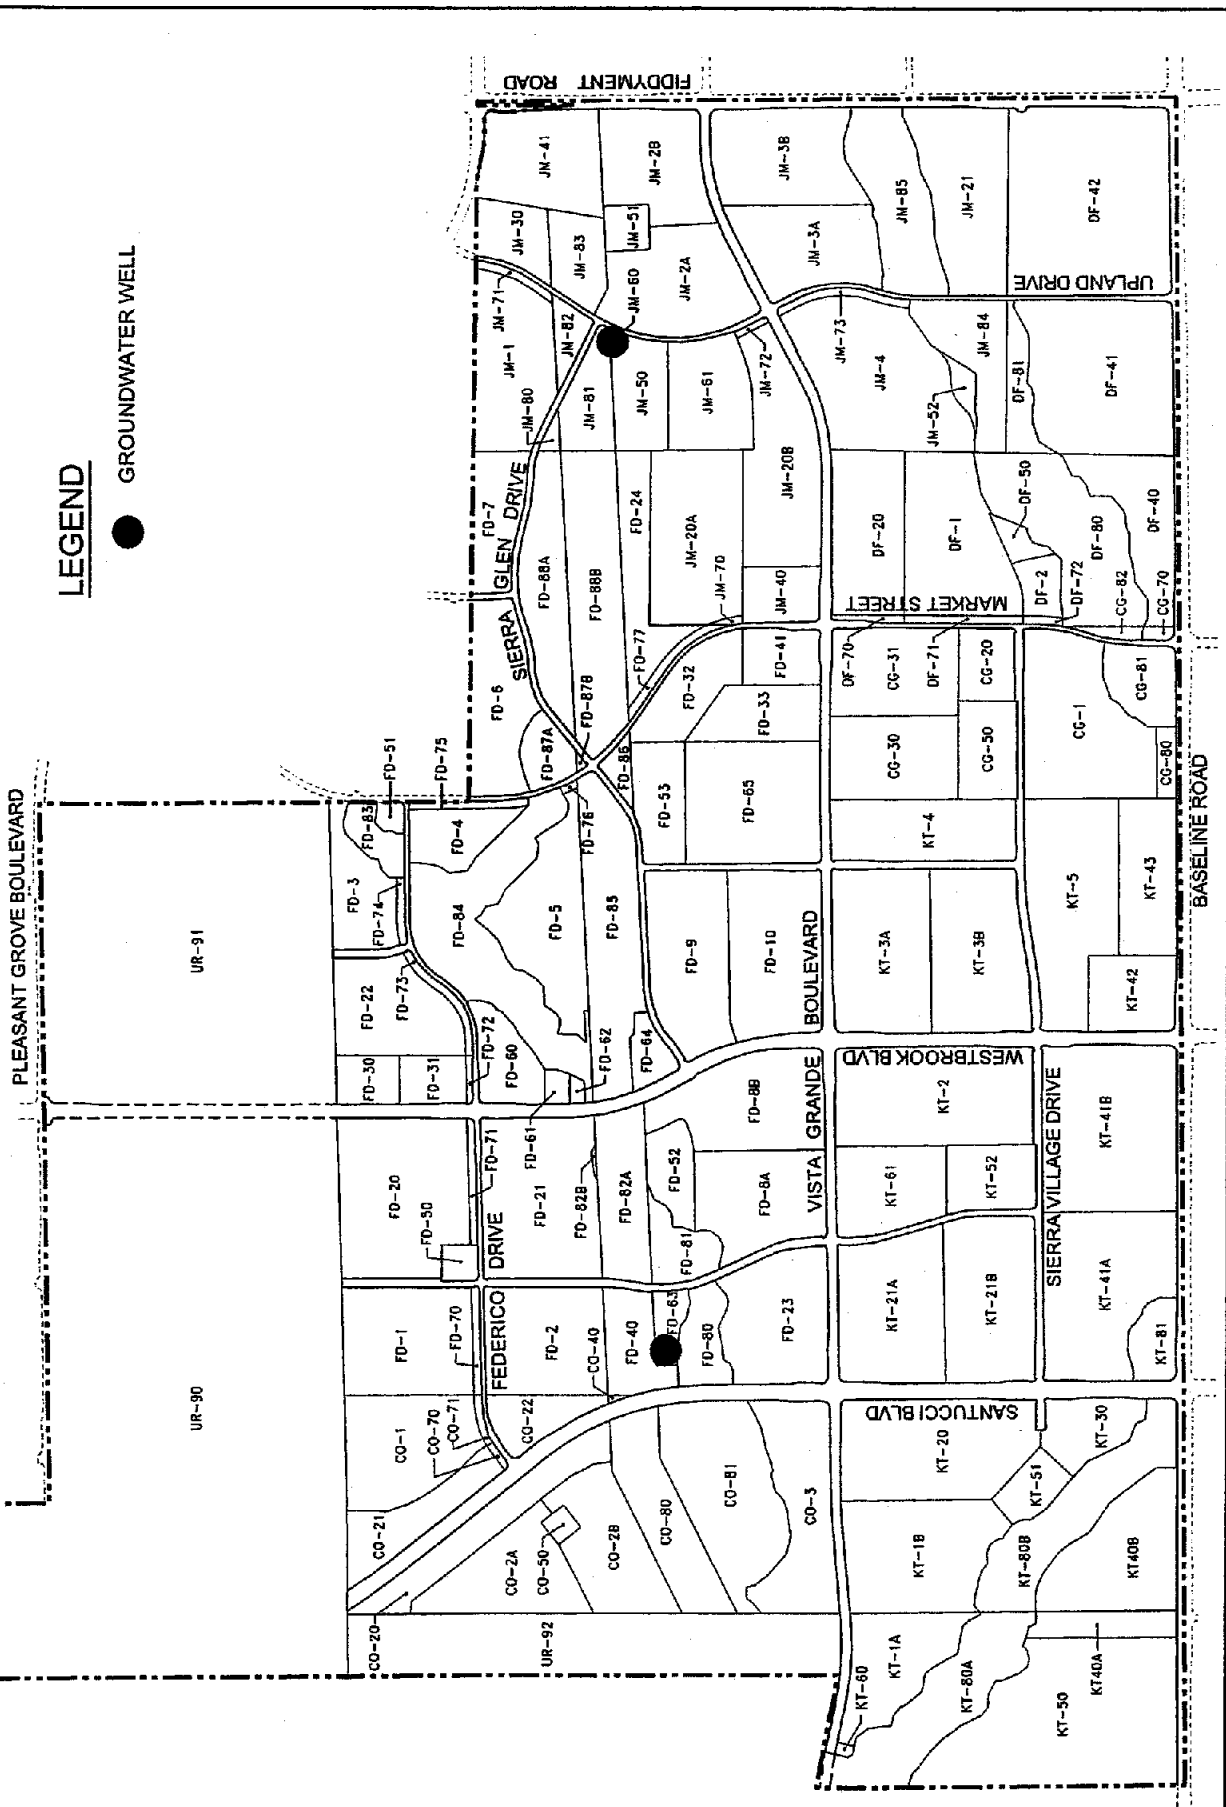 LEGEND
GROUNDWATER WELL
PLEASANT GROVE BOULEVARD
FIDDYMENT ROAD
BASELINE ROAD
UPLAND DRIVE
MARKET STREET
SIERRA GLEN DRIVE
VISTA GRANDE BOULEVARD
WESTBROOK BLVD
SIERRA VILLAGE DRIVE
FEDERICO DRIVE
SANTUCCI BLVD
UR-90
UR-91
UR-92
CO-20
CO-21
CO-1
CO-70
CO-71
CO-22
CO-40
CO-2A
CO-50
CO-2B
CO-80
CO-81
CO-3
FD-1
FD-70
FD-2
FD-40
FD-63
FD-80
FD-23
FD-20
FD-50
FD-71
FD-21
FD-82B
FD-82A
FD-52
FD-81
FD-8A
FD-8B
FD-30
FD-31
FD-22
FD-73
FD-72
FD-60
FD-61
FD-62
FD-64
FD-3
FD-74
FD-83
FD-51
FD-75
FD-4
FD-84
FD-5
FD-85
FD-76
FD-9
FD-10
FD-6
FD-87A
FD-87B
FD-86
FD-53
FD-65
FD-77
FD-32
FD-33
FD-41
FD-7
FD-88A
FD-88B
FD-24
JM-1
JM-71
JM-30
JM-41
JM-80
JM-82
JM-83
JM-81
JM-60
JM-51
JM-2B
JM-2A
JM-50
JM-61
JM-72
JM-20A
JM-20B
JM-70
JM-40
JM-3B
JM-3A
JM-73
JM-4
JM-85
JM-21
JM-84
JM-52
DF-42
DF-41
DF-81
DF-50
DF-20
DF-1
DF-2
DF-72
DF-80
DF-40
DF-70
DF-71
CG-82
CG-70
CG-31
CG-20
CG-30
CG-50
CG-1
CG-81
CG-80
KT-4
KT-5
KT-43
KT-42
KT-3A
KT-3B
KT-2
KT-61
KT-52
KT-41B
KT-41A
KT-21A
KT-21B
KT-81
KT-20
KT-30
KT-51
KT-1B
KT-80B
KT40B
KT-1A
KT-60
KT-80A
KT40A
KT-50